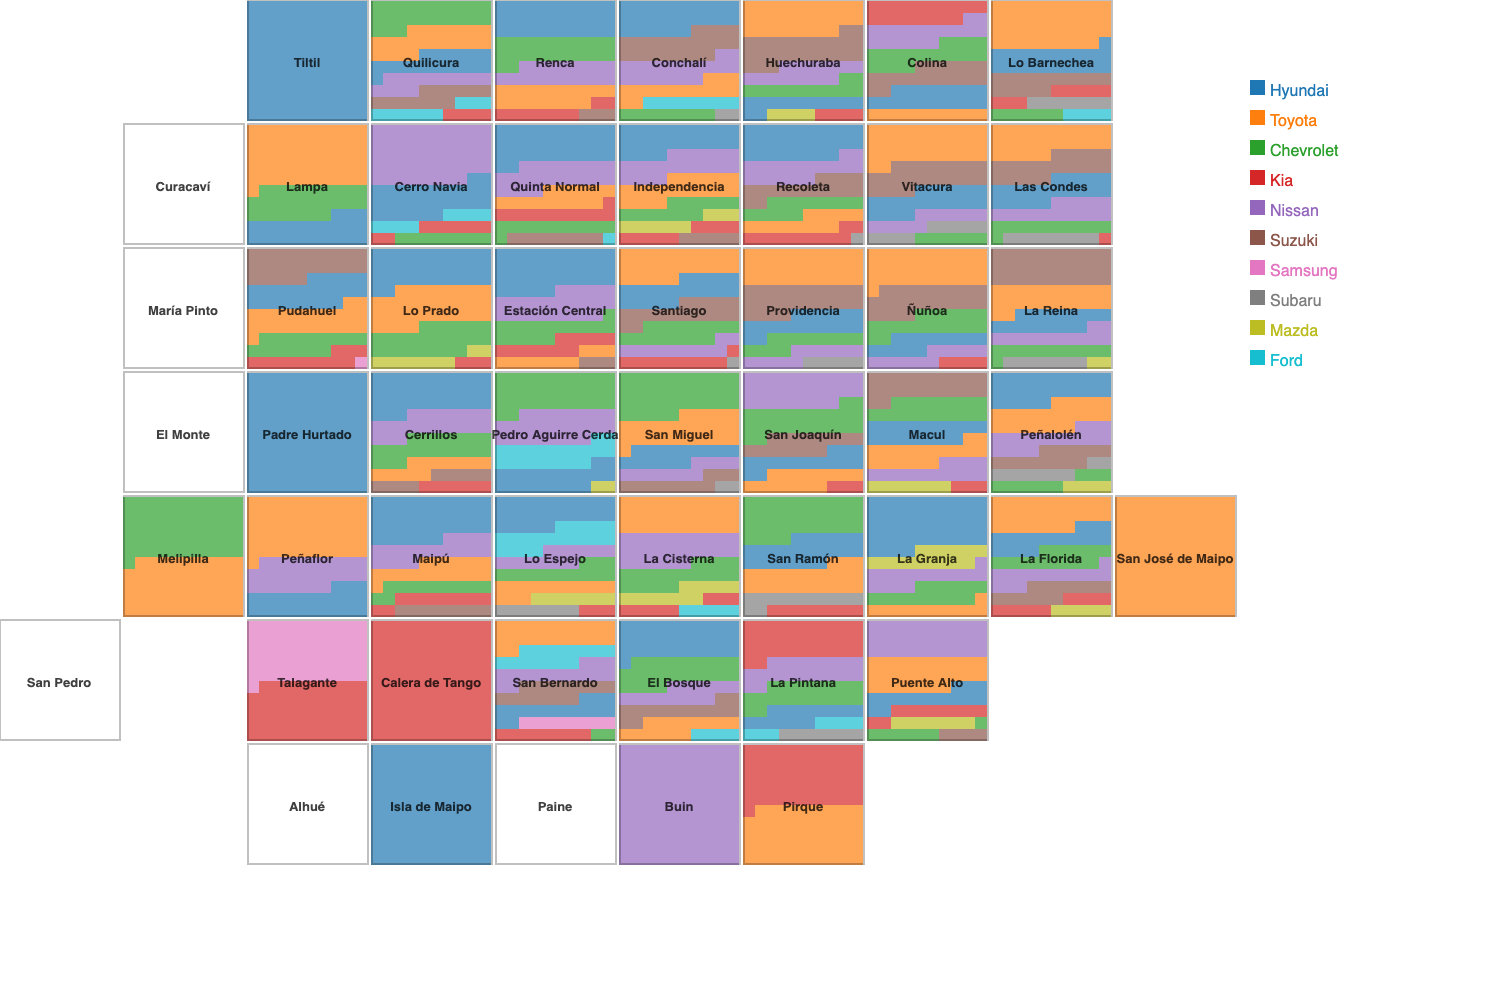 Tiltil
Quilicura
Renca
Conchalí
Huechuraba
Colina
Lo Barnechea
Curacaví
Lampa
Cerro Navia
Quinta Normal
Independencia
Recoleta
Vitacura
Las Condes
María Pinto
Pudahuel
Lo Prado
Estación Central
Santiago
Providencia
Ñuñoa
La Reina
El Monte
Padre Hurtado
Cerrillos
Pedro Aguirre Cerda
San Miguel
San Joaquín
Macul
Peñalolén
Melipilla
Peñaflor
Maipú
Lo Espejo
La Cisterna
San Ramón
La Granja
La Florida
San José de Maipo
San Pedro
Talagante
Calera de Tango
San Bernardo
El Bosque
La Pintana
Puente Alto
Alhué
Isla de Maipo
Paine
Buin
Pirque
Hyundai
Toyota
Chevrolet
Kia
Nissan
Suzuki
Samsung
Subaru
Mazda
Ford